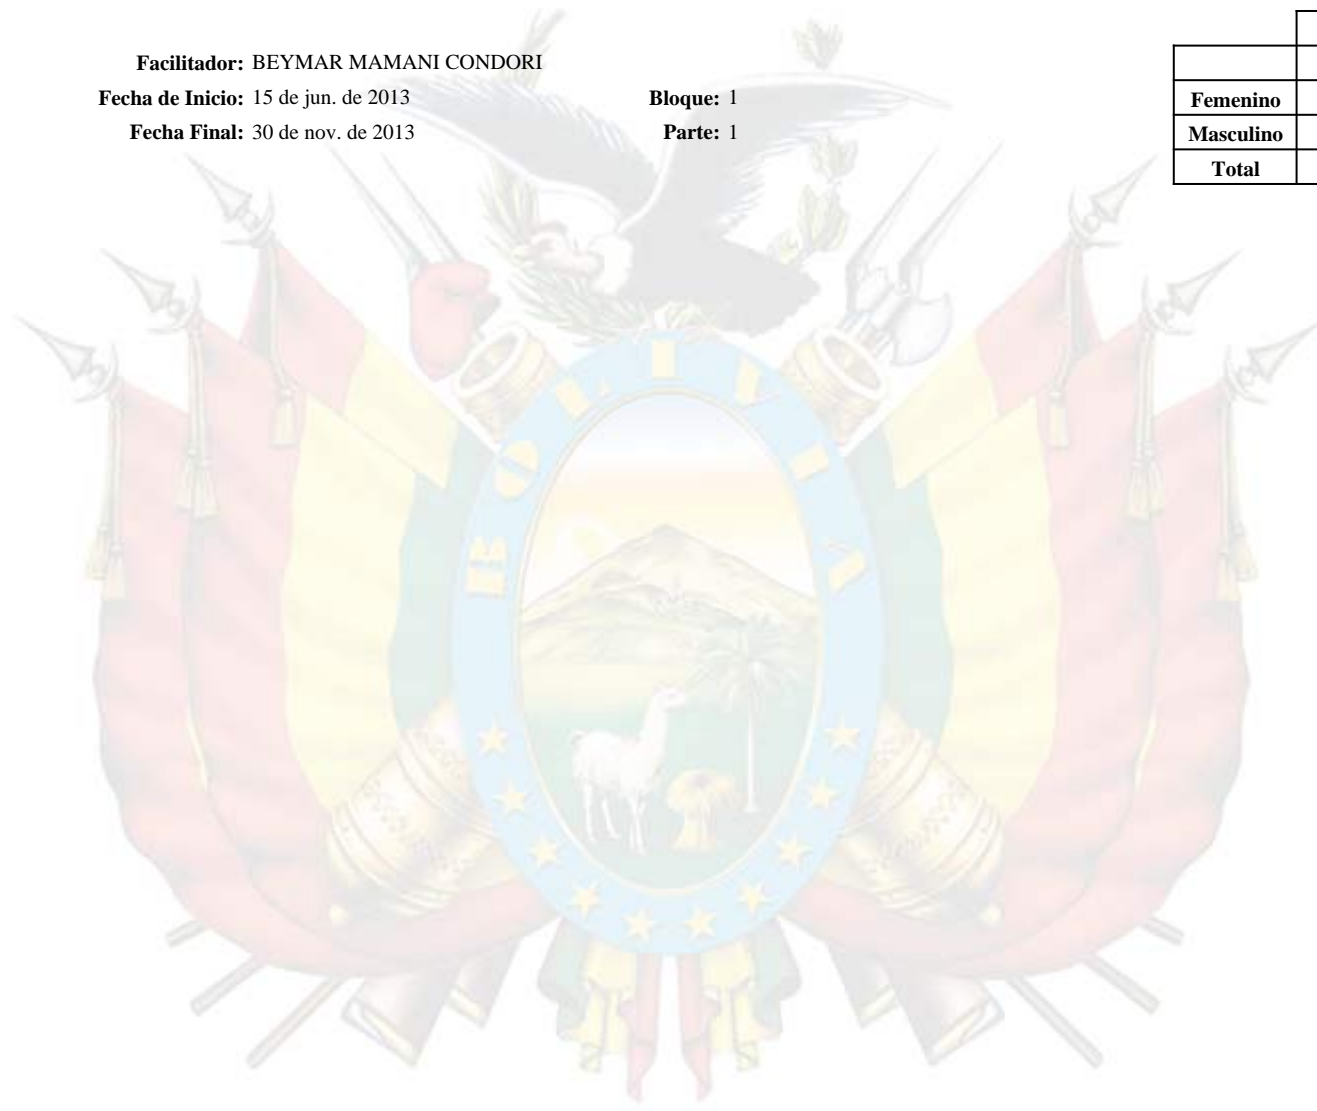 Facilitador: BEYMAR MAMANI CONDORI
Fecha de Inicio: 15 de jun. de 2013 Bloque: 1
Fecha Final: 30 de nov. de 2013 Parte: 1
Femenino
Masculino
Total
BOLIVIA